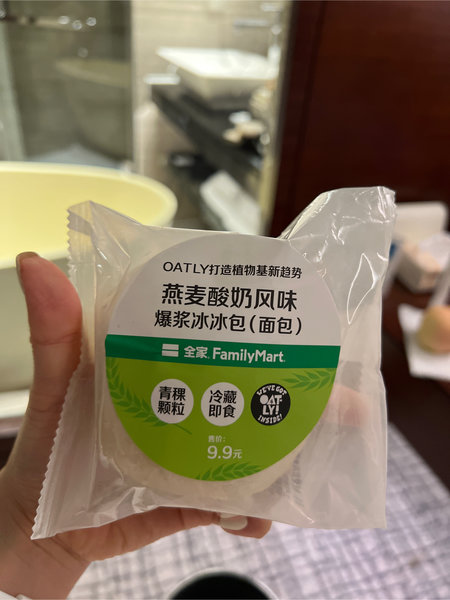 OATLY打造植物基新趋势
燕麦酸奶风味
爆浆冰冰包(面包)
全家 FamilyMart
青稞
颗粒
冷藏
即食
WE'VE GOT
OAT-
LY!
INSIDE!
售价:
9.9元